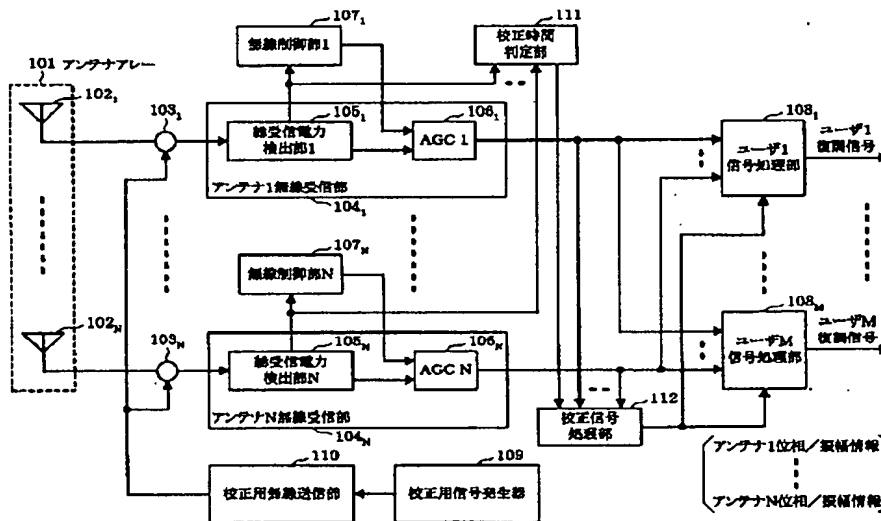 107₁
111
101 アンテナアレー
無線制御部1
校正時間
判定部
102₁
103₁
105₁
106₁
108₁
総受信電力
検出部1
AGC 1
ユーザ1
信号処理部
ユーザ1
復調信号
アンテナ1無線受信部
104₁
107N
無線制御部N
102N
103N
105N
106N
108M
総受信電力
検出部N
AGC N
ユーザM
信号処理部
ユーザM
復調信号
アンテナN無線受信部
104N
112
校正信号
処理部
110
109
校正用無線送信部
校正用信号発生器
アンテナ1位相/振幅情報
アンテナN位相/振幅情報